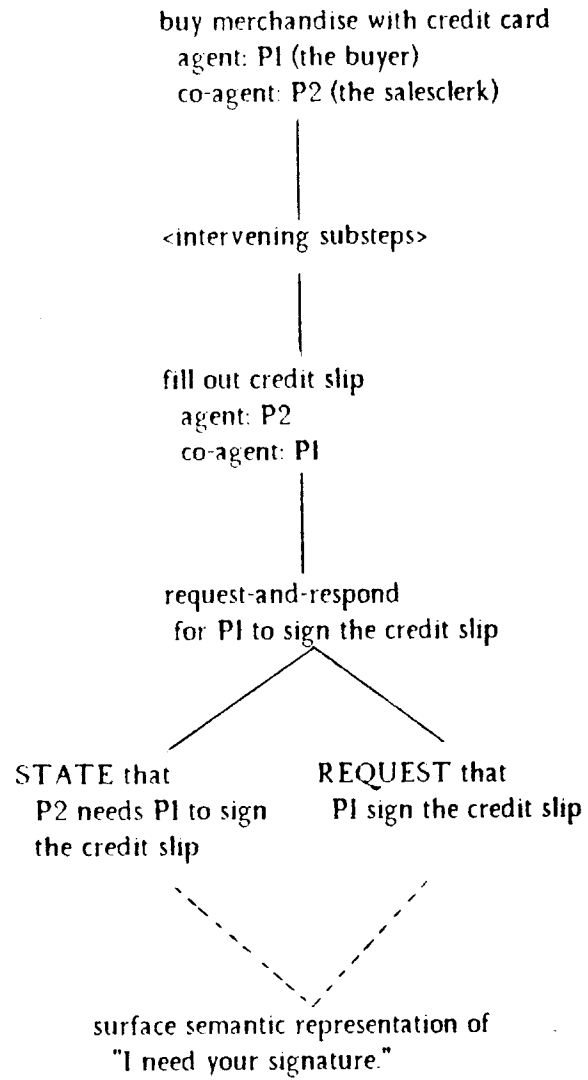 buy merchandise with credit card
agent: P1 (the buyer)
co-agent: P2 (the salesclerk)
<intervening substeps>
fill out credit slip
agent: P2
co-agent: P1
request-and-respond
for P1 to sign the credit slip
STATE that
P2 needs P1 to sign
the credit slip
REQUEST that
P1 sign the credit slip
surface semantic representation of
"I need your signature."